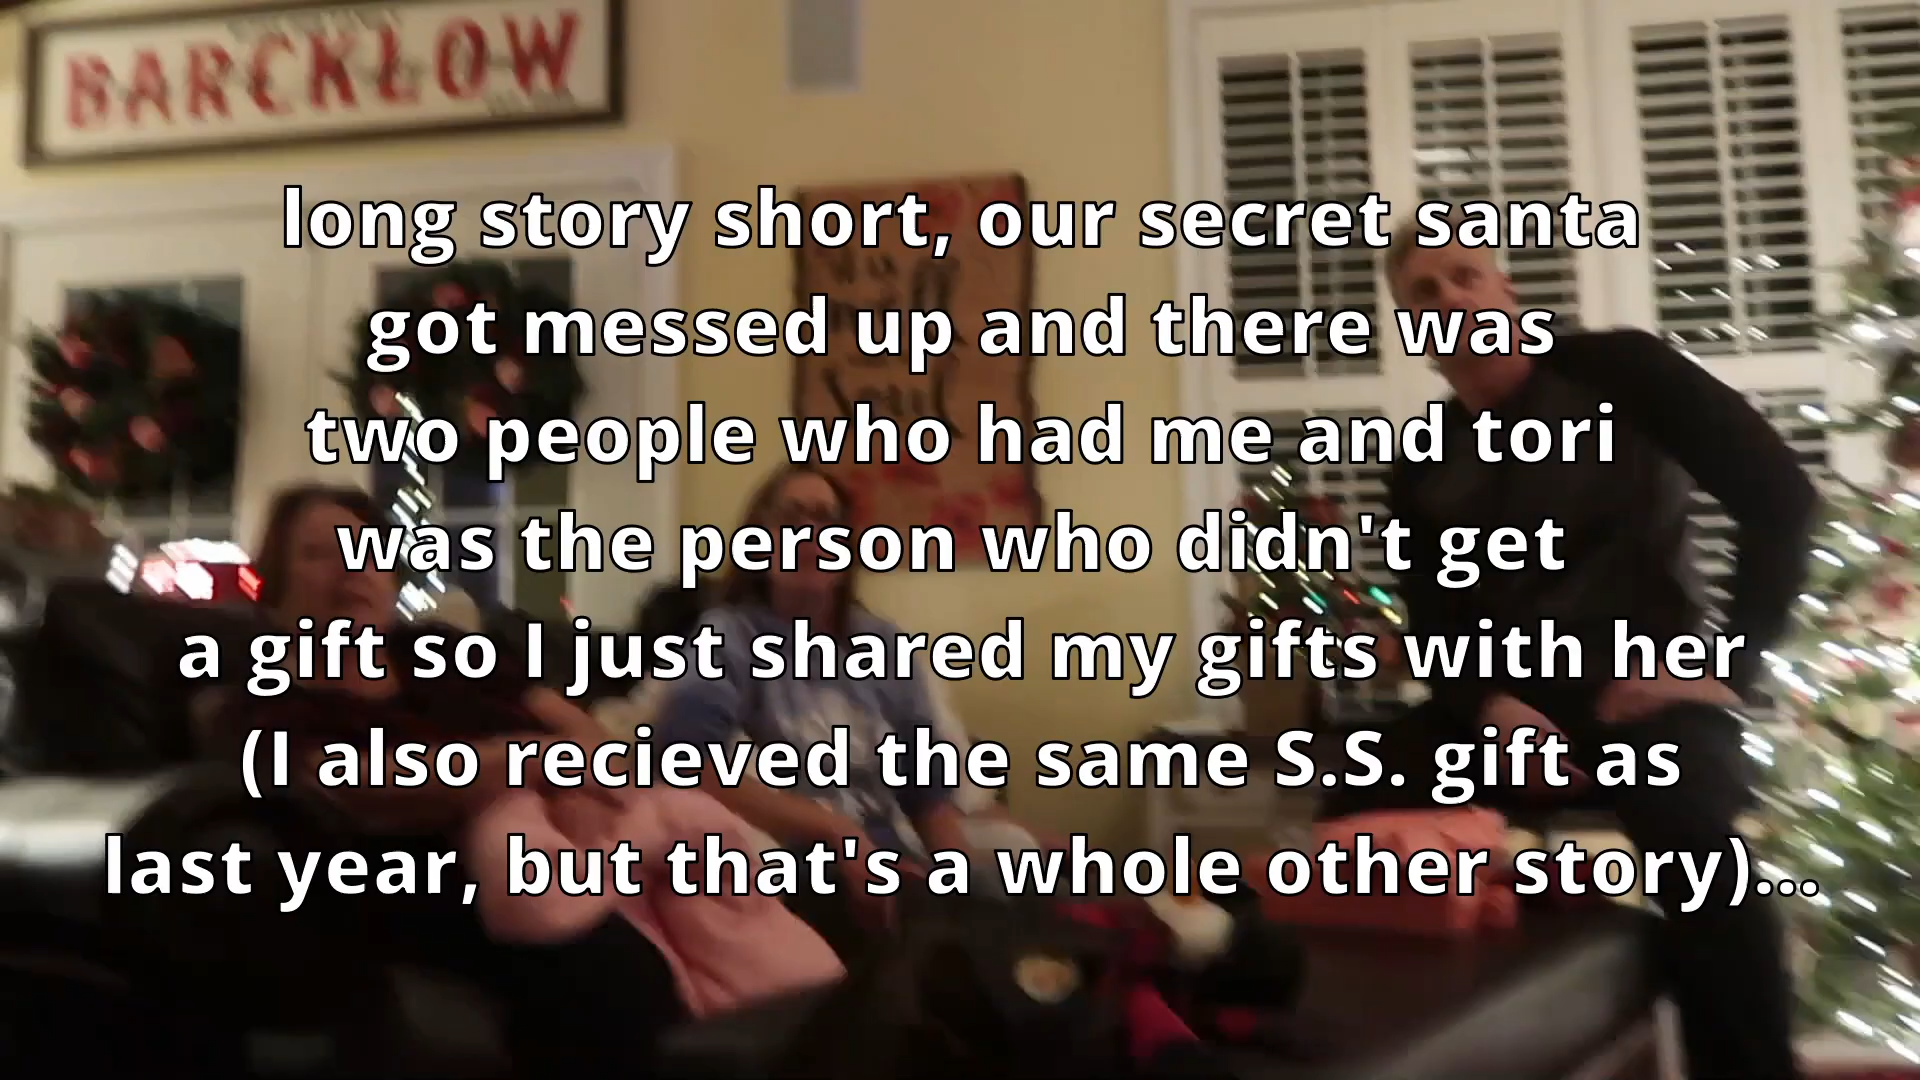 BARCKLOW
long story short, our secret santa
got messed up and there was
two people who had me and tori
was the person who didn't get
a gift so I just shared my gifts with her
(I also recieved the same S.S. gift as
last year, but that's a whole other story)...